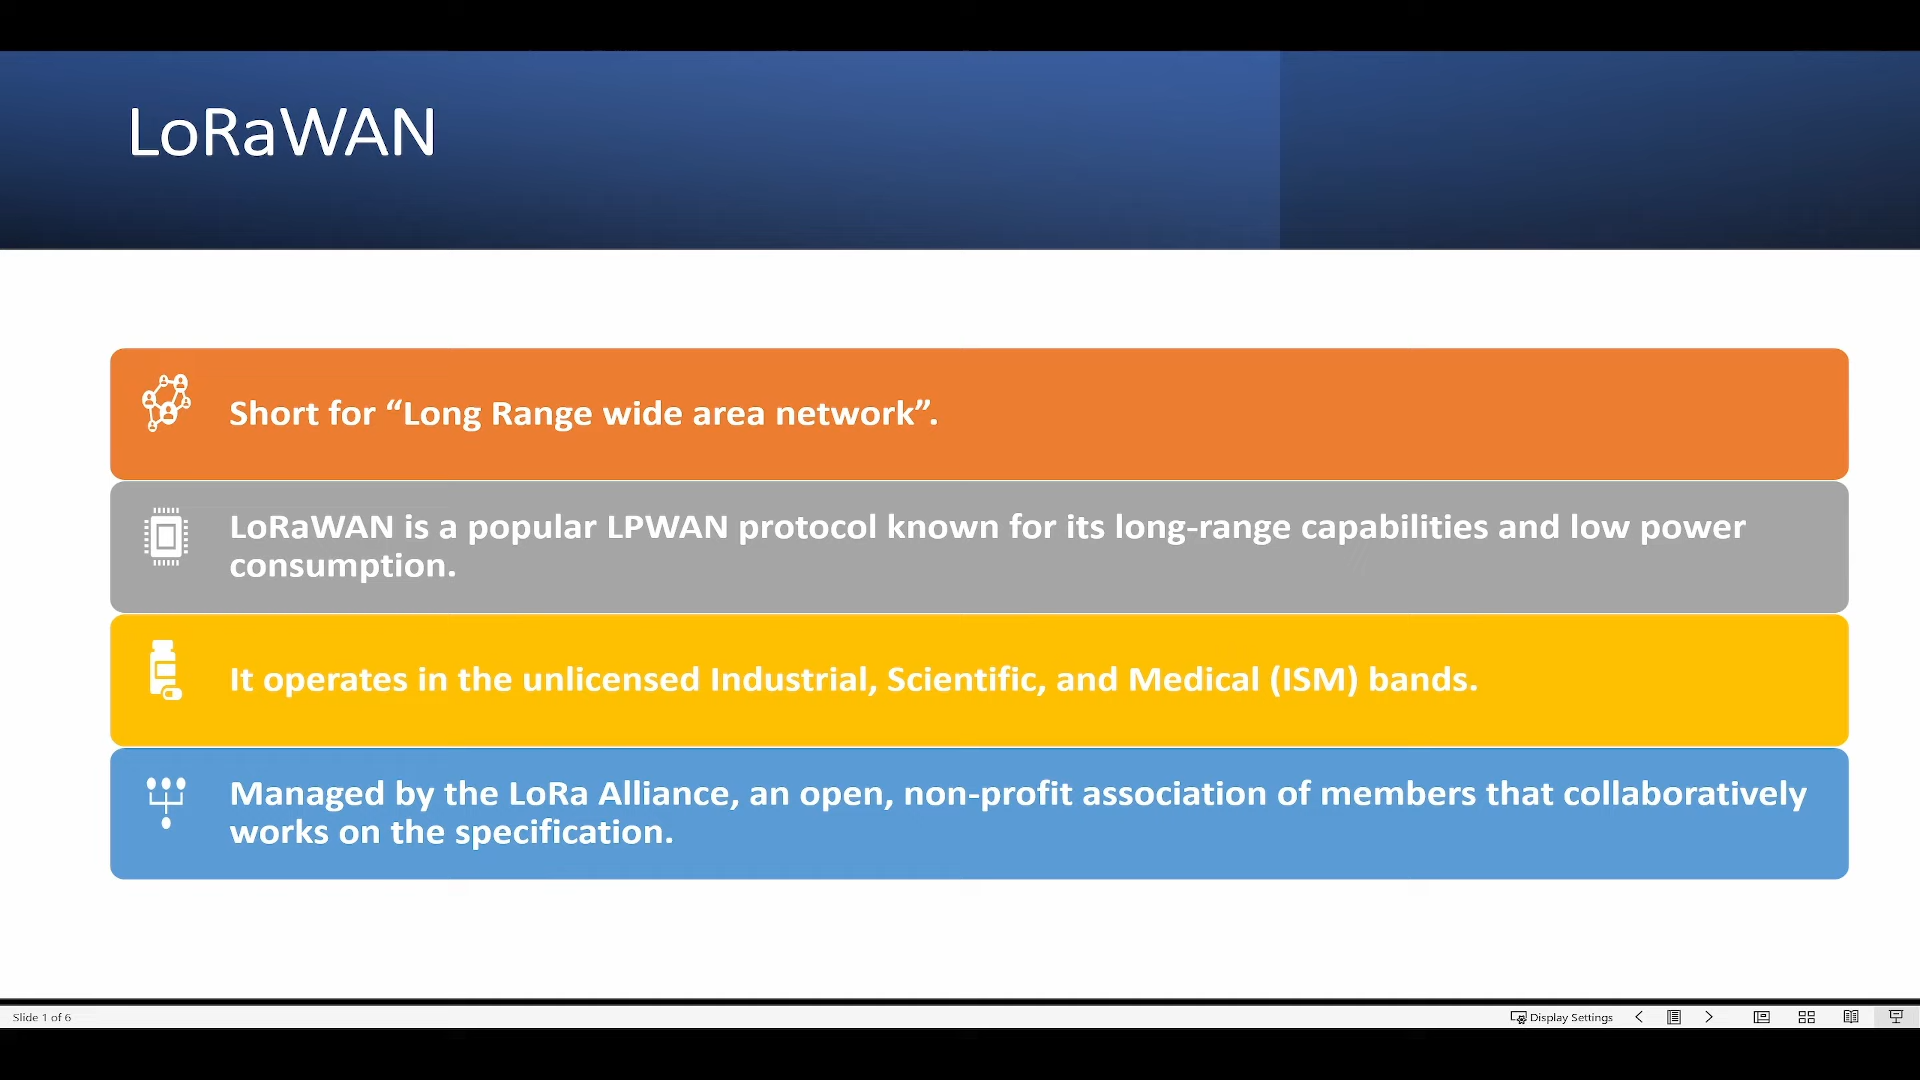 LoRaWAN
Short for “Long Range wide area network”.
LoRaWAN is a popular LPWAN protocol known for its long-range capabilities and low power
consumption.
It operates in the unlicensed Industrial, Scientific, and Medical (ISM) bands.
Managed by the LoRa Alliance, an open, non-profit association of members that collaboratively
works on the specification.
Slide 1 of 6
Display Settings